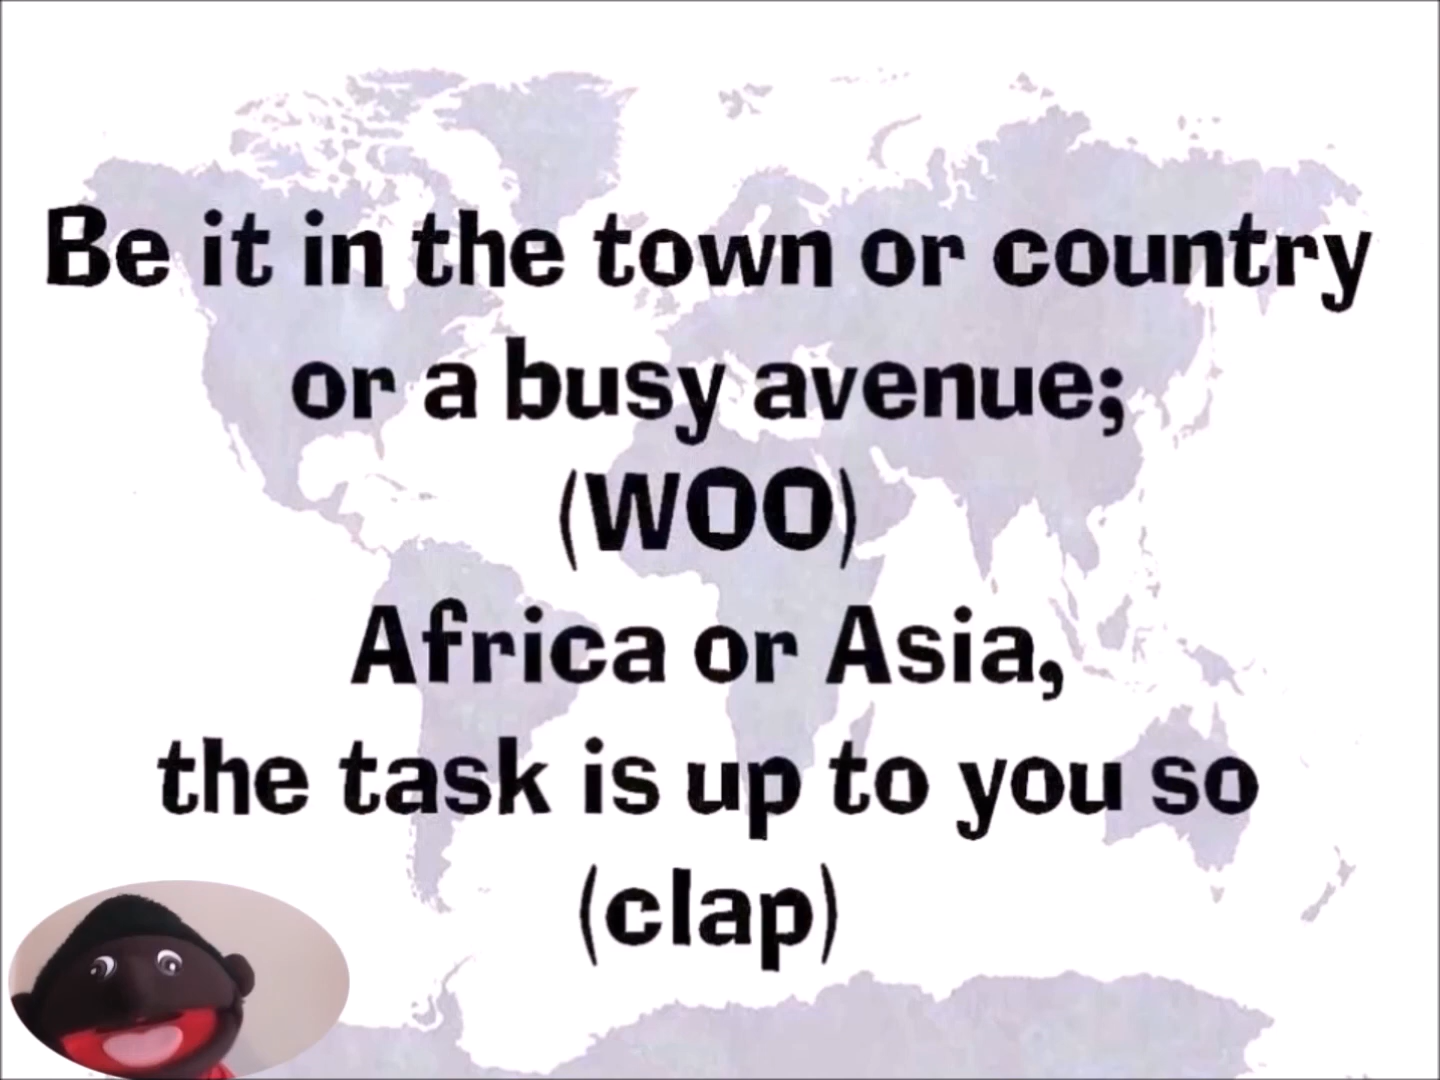 Be it in the town or country
or a busy avenue;
(WOO)
Africa or Asia,
the task is up to you so
(clap)